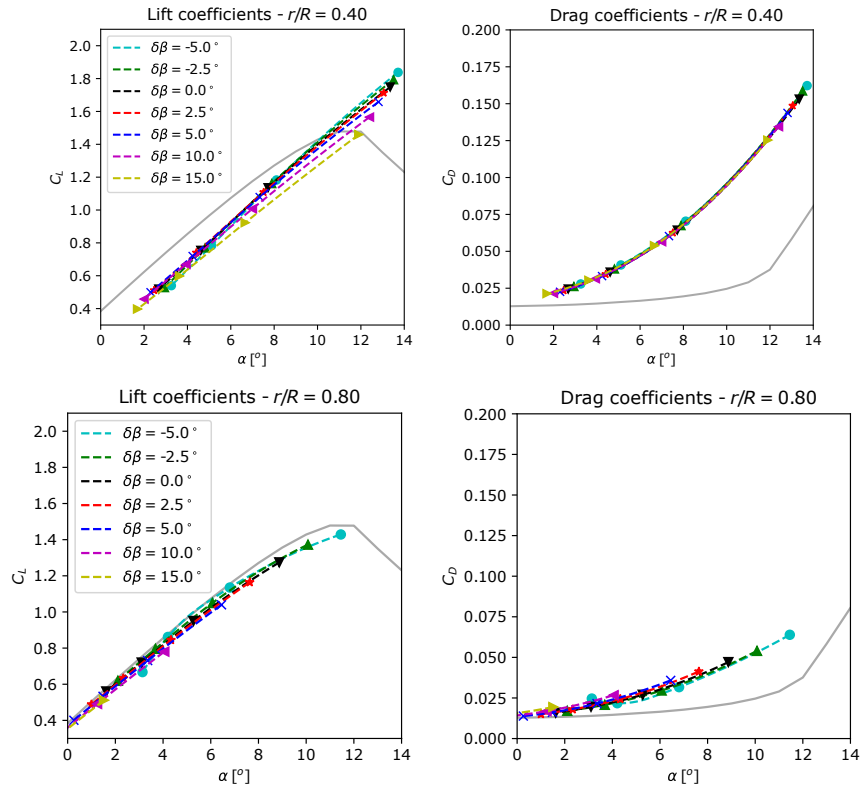 Lift coefficients - r/R = 0.40
2.0
1.8
1.6
1.4
1.2
1.0
0.8
0.6
0.4
C_L
δβ = -5.0°
δβ = -2.5°
δβ = 0.0°
δβ = 2.5°
δβ = 5.0°
δβ = 10.0°
δβ = 15.0°
0 2 4 6 8 10 12 14
α [°]
Drag coefficients - r/R = 0.40
0.200
0.175
0.150
0.125
0.100
0.075
0.050
0.025
0.000
C_D
0 2 4 6 8 10 12 14
α [°]
Lift coefficients - r/R = 0.80
2.0
1.8
1.6
1.4
1.2
1.0
0.8
0.6
0.4
C_L
δβ = -5.0°
δβ = -2.5°
δβ = 0.0°
δβ = 2.5°
δβ = 5.0°
δβ = 10.0°
δβ = 15.0°
0 2 4 6 8 10 12 14
α [°]
Drag coefficients - r/R = 0.80
0.200
0.175
0.150
0.125
0.100
0.075
0.050
0.025
0.000
C_D
0 2 4 6 8 10 12 14
α [°]